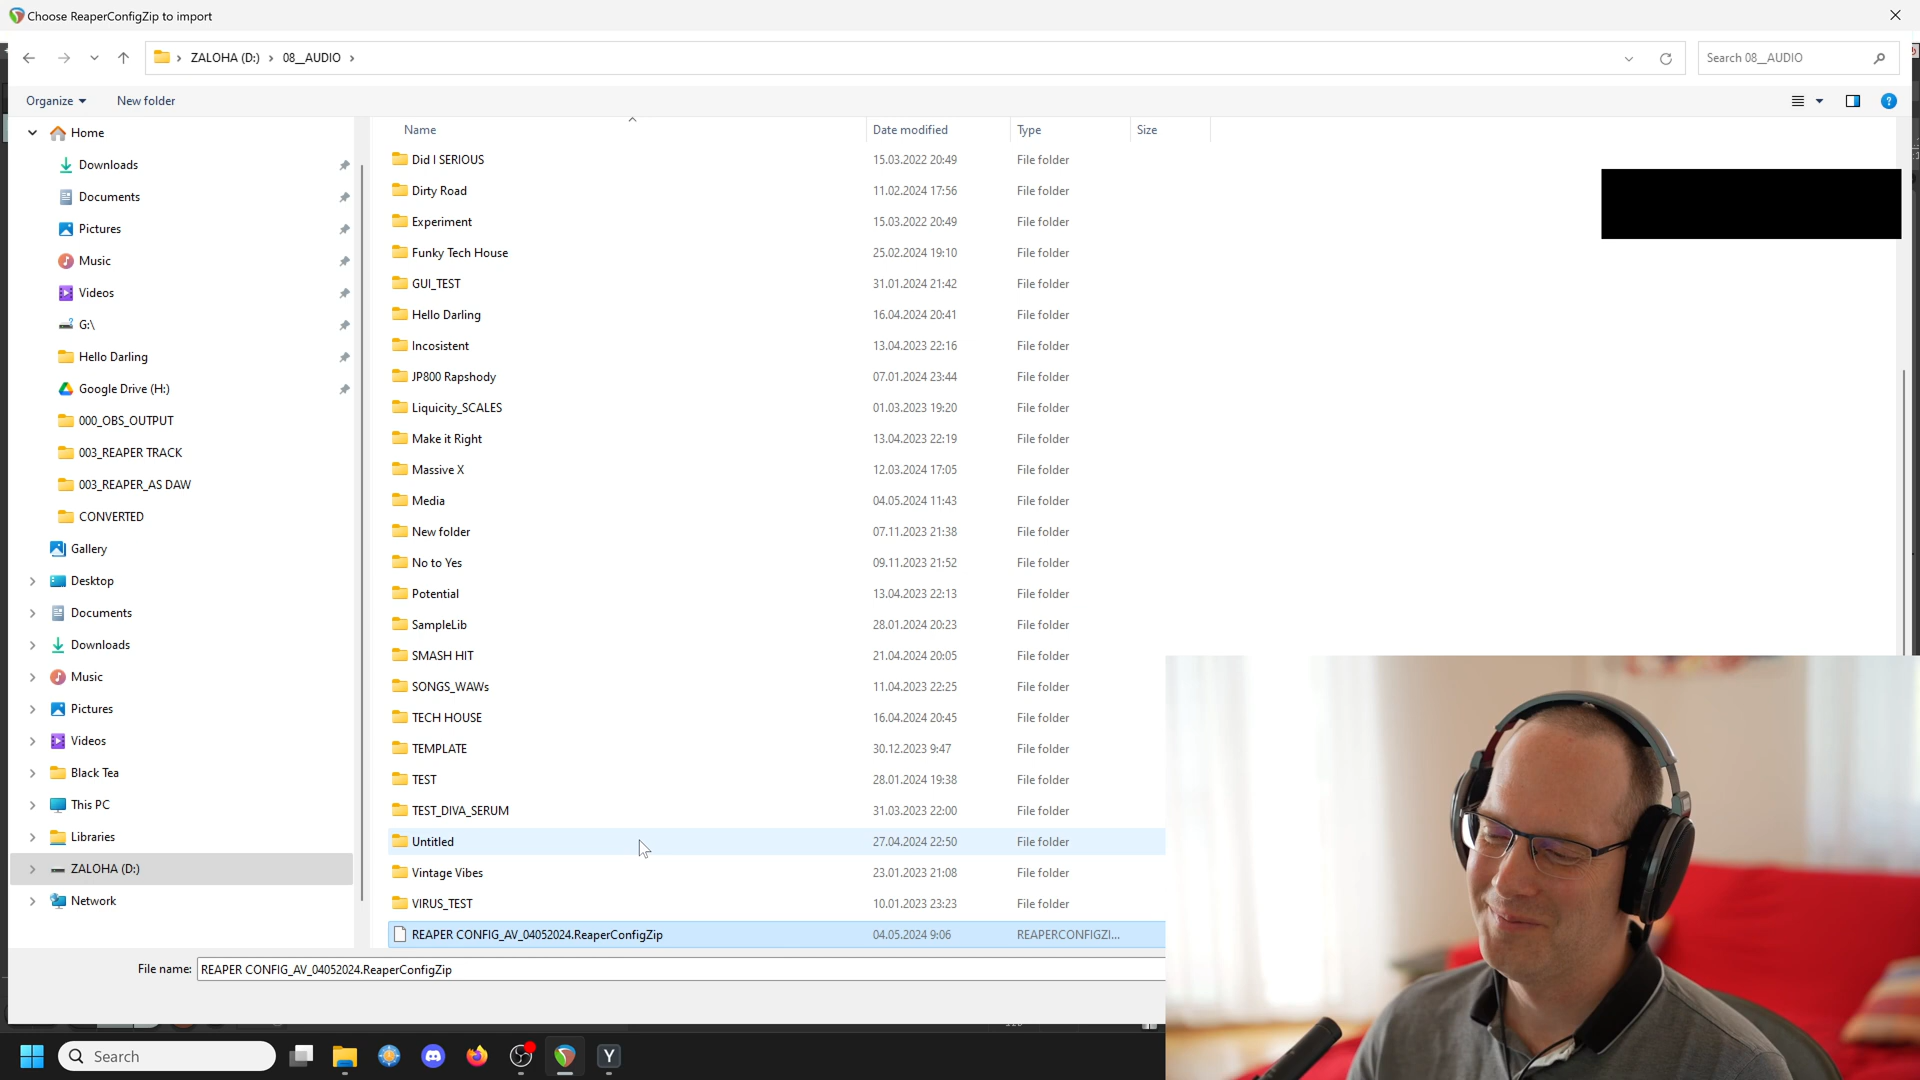 Choose ReaperConfigZip to import
ZALOHA (D:) > 08__AUDIO >
Search 08__AUDIO
Organize
New folder
Home
Downloads
Documents
Pictures
Music
Videos
G:\
Hello Darling
Google Drive (H:)
000_OBS_OUTPUT
003_REAPER TRACK
003_REAPER_AS DAW
CONVERTED
Gallery
Desktop
Documents
Downloads
Music
Pictures
Videos
Black Tea
This PC
Libraries
ZALOHA (D:)
Network
Name Date modified Type Size
Did I SERIOUS 15.03.2022 20:49 File folder
Dirty Road 11.02.2024 17:56 File folder
Experiment 15.03.2022 20:49 File folder
Funky Tech House 25.02.2024 19:10 File folder
GUI_TEST 31.01.2024 21:42 File folder
Hello Darling 16.04.2024 20:41 File folder
Incosistent 13.04.2023 22:16 File folder
JP800 Rapshody 07.01.2024 23:44 File folder
Liquicity_SCALES 01.03.2023 19:20 File folder
Make it Right 13.04.2023 22:19 File folder
Massive X 12.03.2024 17:05 File folder
Media 04.05.2024 11:43 File folder
New folder 07.11.2023 21:38 File folder
No to Yes 09.11.2023 21:52 File folder
Potential 13.04.2023 22:13 File folder
SampleLib 28.01.2024 20:23 File folder
SMASH HIT 21.04.2024 20:05 File folder
SONGS_WAWs 11.04.2023 22:25 File folder
TECH HOUSE 16.04.2024 20:45 File folder
TEMPLATE 30.12.2023 9:47 File folder
TEST 28.01.2024 19:38 File folder
TEST_DIVA_SERUM 31.03.2023 22:00 File folder
Untitled 27.04.2024 22:50 File folder
Vintage Vibes 23.01.2023 21:08 File folder
VIRUS_TEST 10.01.2023 23:23 File folder
REAPER CONFIG_AV_04052024.ReaperConfigZip 04.05.2024 9:06 REAPERCONFIGZI...
File name: REAPER CONFIG_AV_04052024.ReaperConfigZip
Search
Y